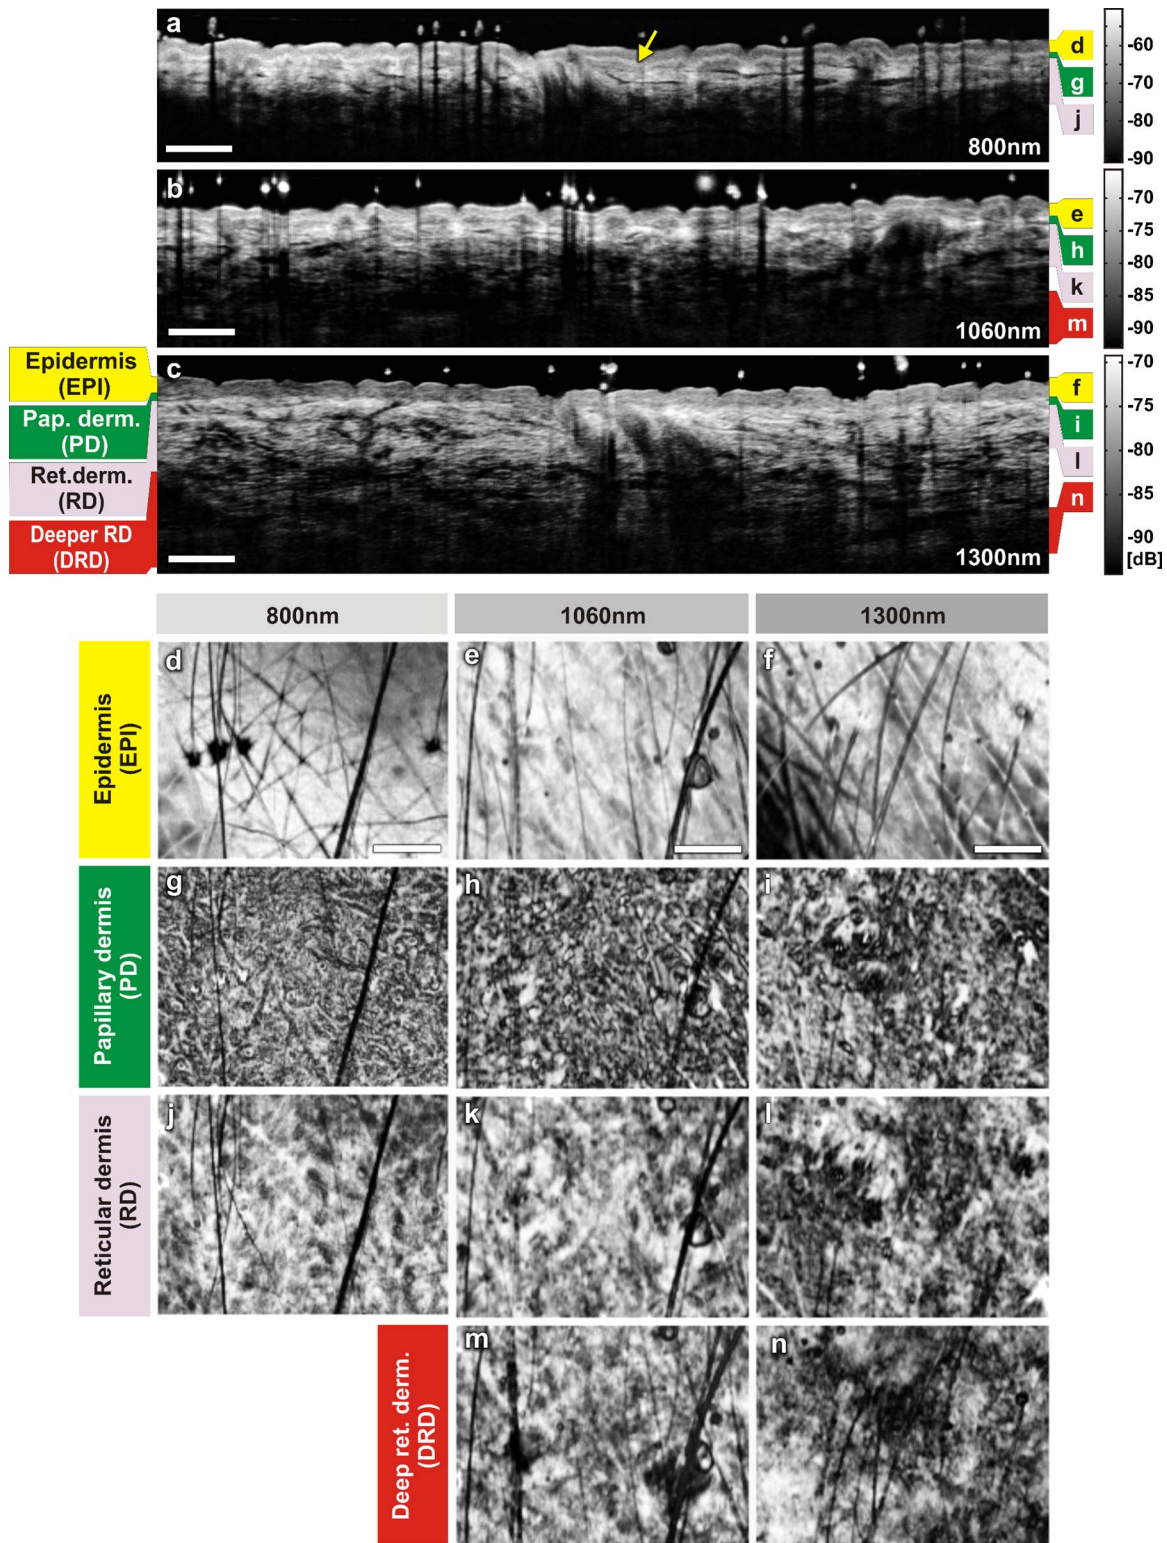 a
800nm
d
g
j
-60
-70
-80
-90
b
1060nm
e
h
k
m
-70
-75
-80
-85
-90
Epidermis
(EPI)
Pap. derm.
(PD)
Ret.derm.
(RD)
Deeper RD
(DRD)
c
1300nm
f
i
l
n
-70
-75
-80
-85
-90
[dB]
800nm
1060nm
1300nm
Epidermis
(EPI)
d
e
f
Papillary dermis
(PD)
g
h
i
Reticular dermis
(RD)
j
k
l
Deep ret. derm.
(DRD)
m
n